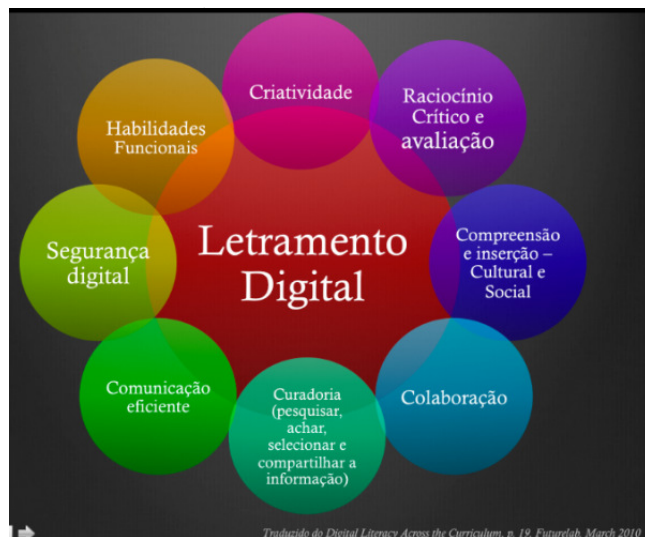 Criatividade
Raciocínio
Crítico e
avaliação
Compreensão
e inserção –
Cultural e
Social
Colaboração
Curadoria
(pesquisar,
achar,
selecionar e
compartilhar a
informação)
Comunicação
eficiente
Segurança
digital
Habilidades
Funcionais
Letramento
Digital
Traduzido do Digital Literacy Across the Curriculum, p. 19, Futurelab, March 2010